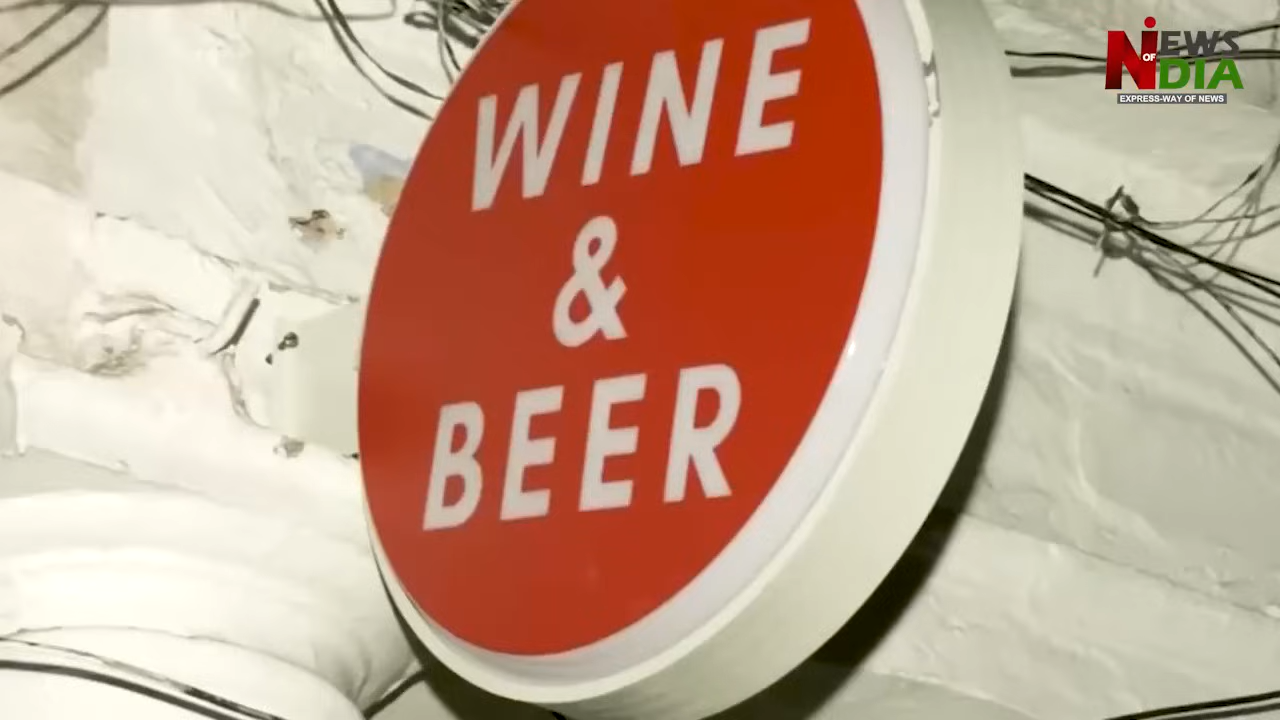 WINE
&
BEER
NEWS
OF
INDIA
EXPRESS-WAY OF NEWS